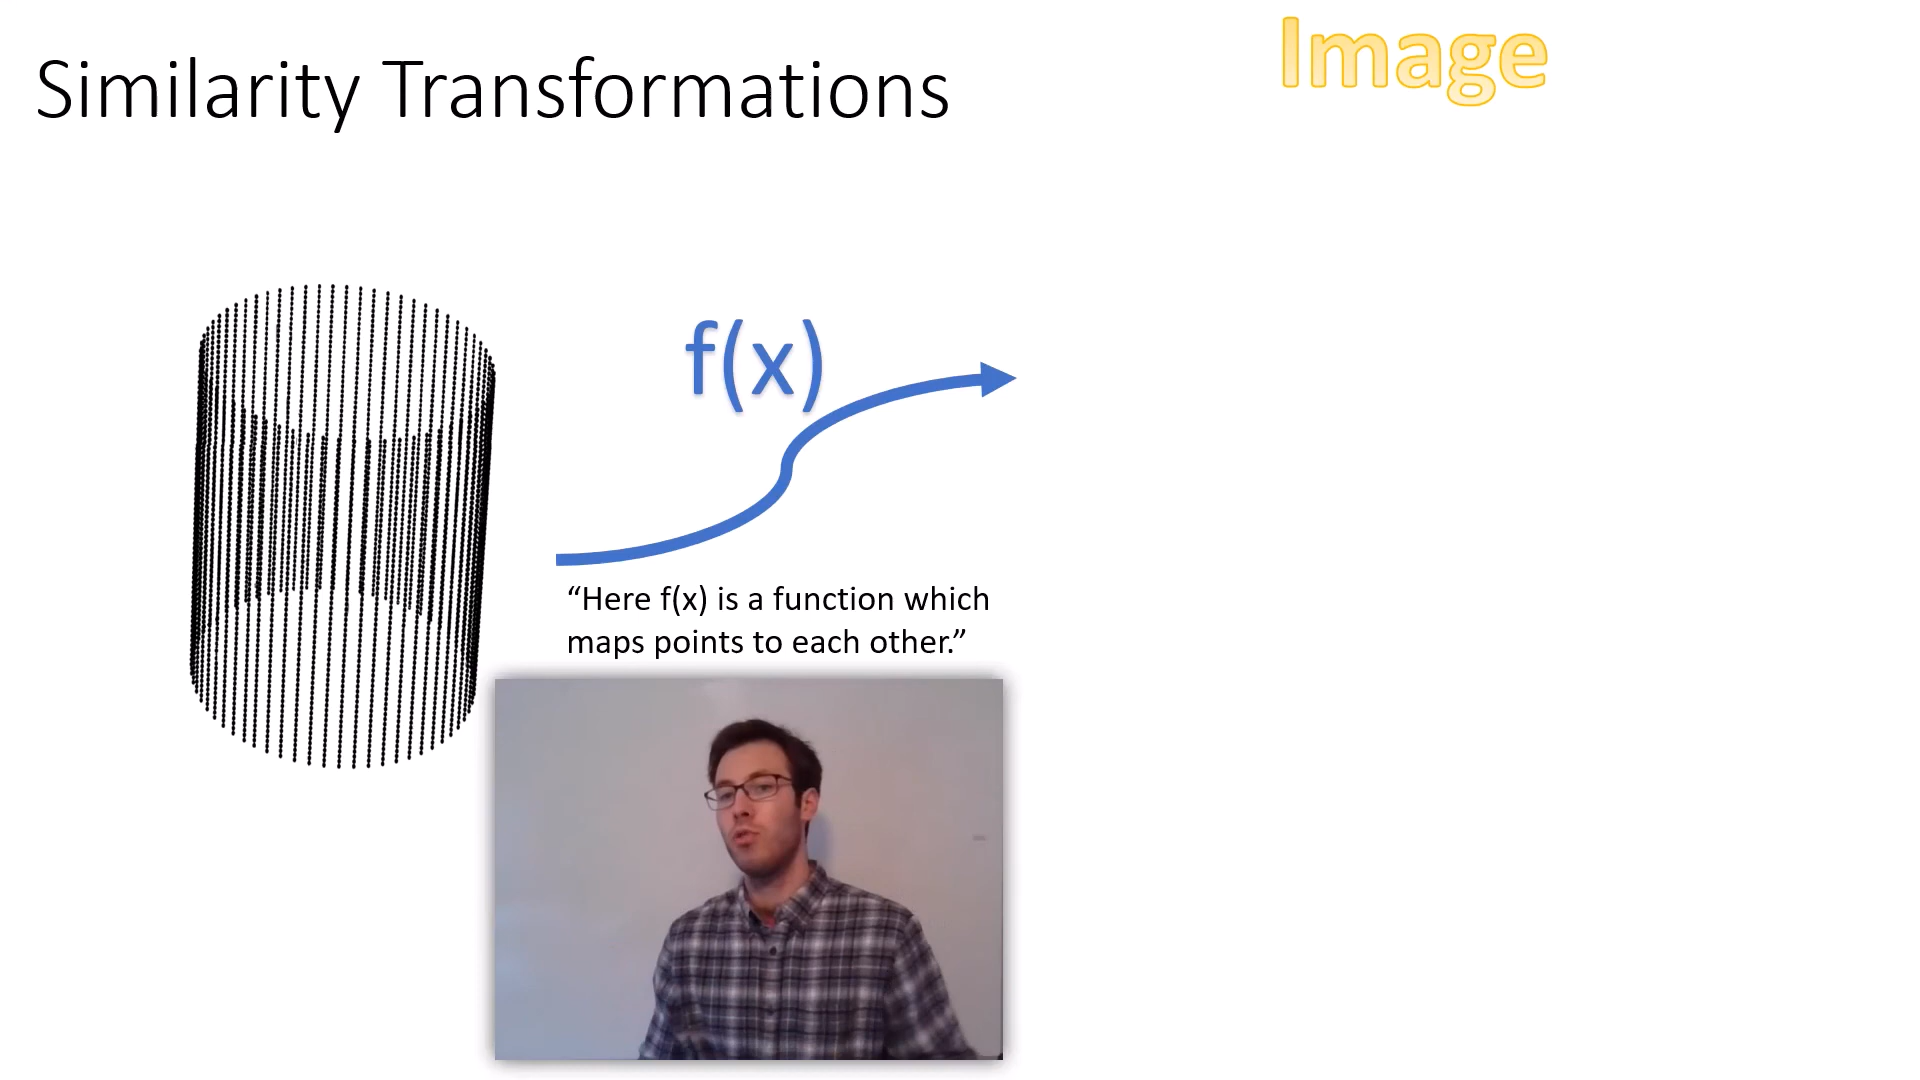 Similarity Transformations
Image
f(x)
“Here f(x) is a function which
maps points to each other.”